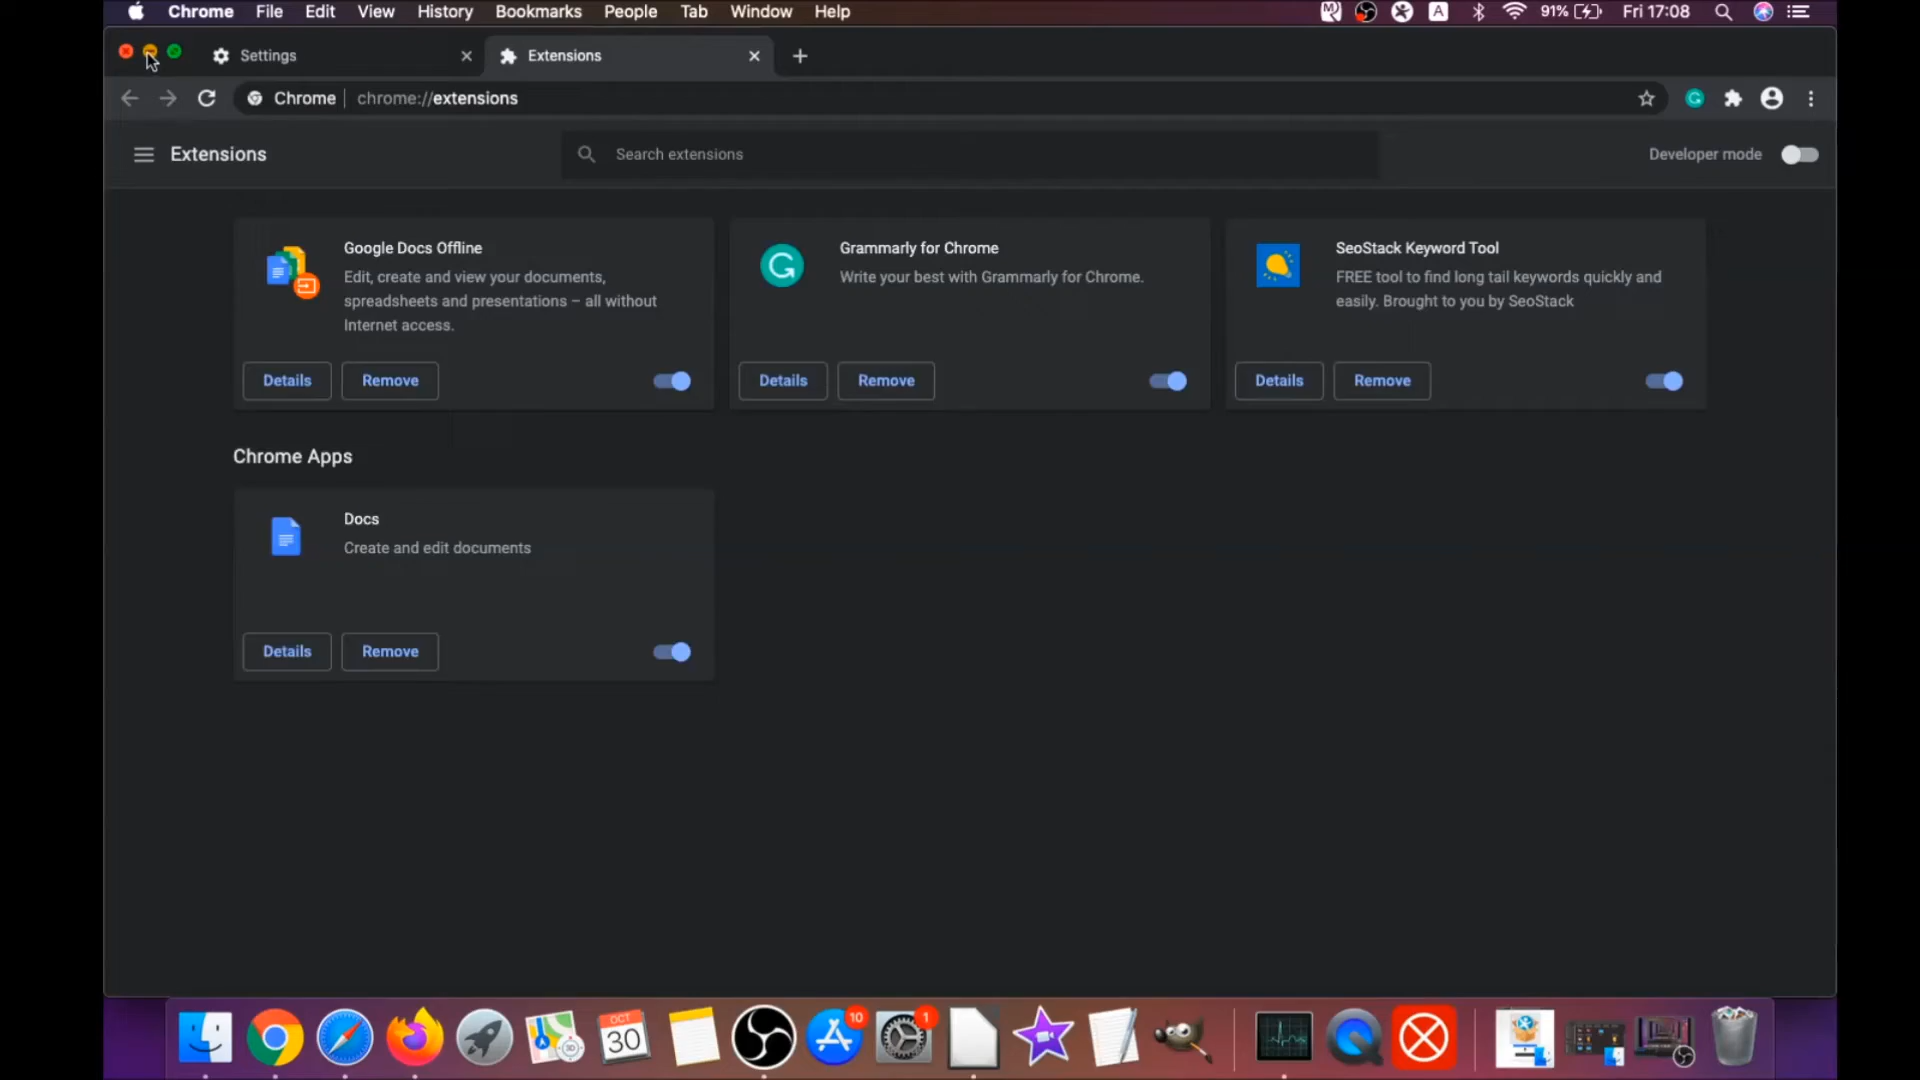 Chrome File Edit View History Bookmarks People Tab Window Help A 91% Fri 17:08
Settings Extensions
Chrome chrome://extensions
Extensions Search extensions Developer mode
Google Docs Offline
Edit, create and view your documents,
spreadsheets and presentations – all without
Internet access.
Details Remove
Grammarly for Chrome
Write your best with Grammarly for Chrome.
Details Remove
SeoStack Keyword Tool
FREE tool to find long tail keywords quickly and
easily. Brought to you by SeoStack
Details Remove
Chrome Apps
Docs
Create and edit documents
Details Remove
OCT
30
10
1